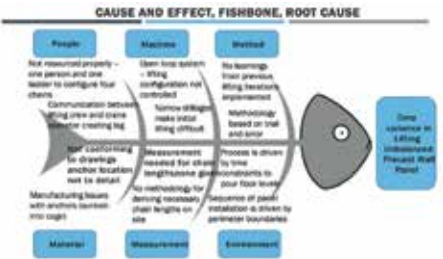 CAUSE AND EFFECT, FISHBONE, ROOT CAUSE
People
Machine
Method
Not resourced properly –
one person and one
leader to configure four
chains
Communication between
lifting crew and crane
operator creating lag
Open loop system
– lifting
configuration not
controlled
Narrow
make initial
lifting difficult
No learnings
from previous
lifting iterations
implemented
Methodology
based on trial
and error
Not conforming
to drawings
anchor location
not to detail
Manufacturing issues
with anchors
into cages
Measurement
needed for chain
lengths
No methodology for
deriving necessary
chain lengths on
site
Process is driven
by time
constraints to
pour floor levels
Sequence of panel
installation is driven by
perimeter boundaries
Time
variance in
Lifting
Unbalanced
Precast Wall
Panel
Material
Measurement
Environment